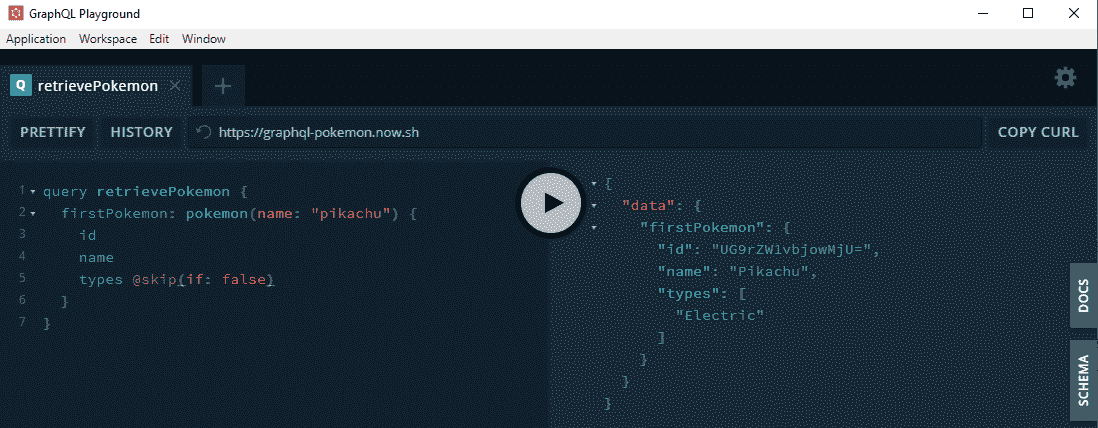 GraphQL Playground
Application Workspace Edit Window
Q retrievePokemon
PRETTIFY HISTORY https://graphql-pokemon.now.sh COPY CURL
1 query retrievePokemon {
2 firstPokemon: pokemon(name: "pikachu") {
3 id
4 name
5 types @skip(if: false)
6 }
7 }
{
"data": {
"firstPokemon": {
"id": "UG9rZW1vbjowMjU=",
"name": "Pikachu",
"types": [
"Electric"
]
}
}
}
DOCS
SCHEMA